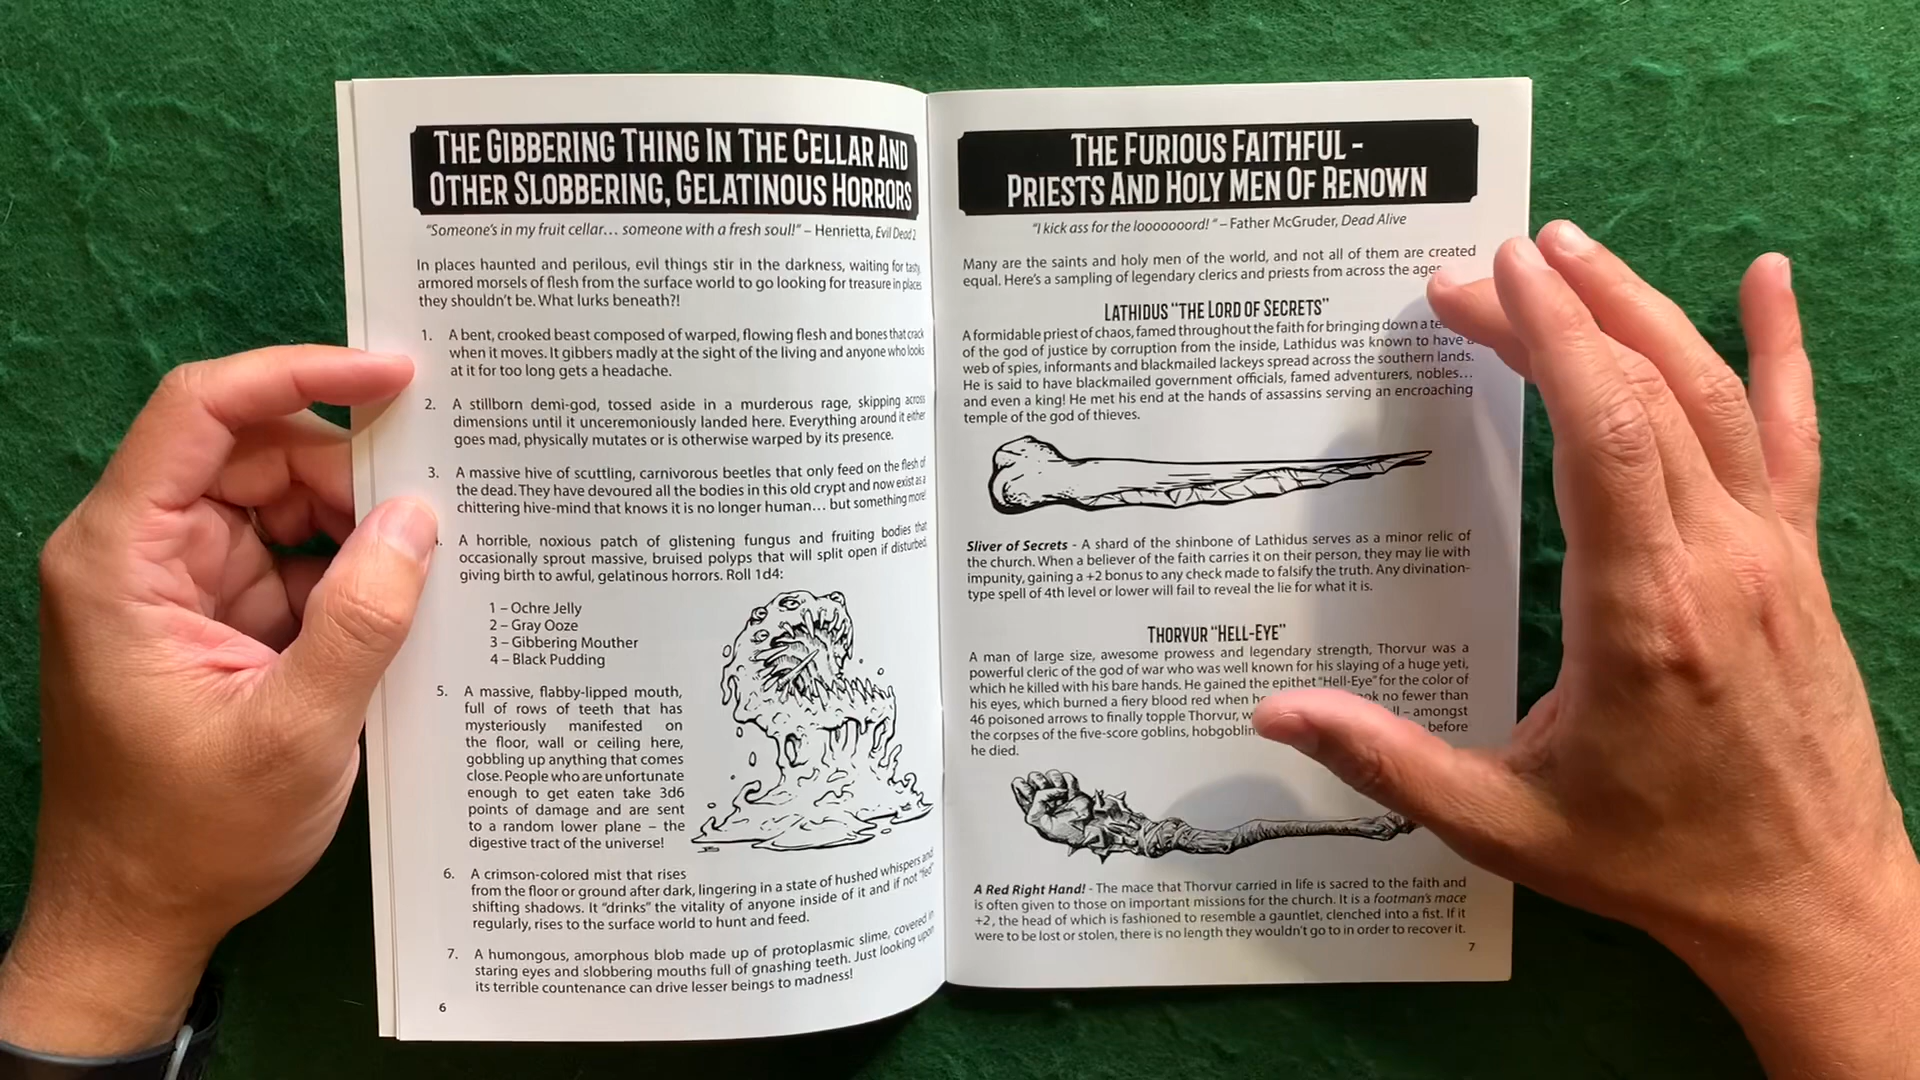 THE GIBBERING THING IN THE CELLAR AND
OTHER SLOBBERING, GELATINOUS HORRORS
"Someone's in my fruit cellar... someone with a fresh soul!" – Henrietta, Evil Dead 2
In places haunted and perilous, evil things stir in the darkness, waiting for tasty,
armored morsels of flesh from the surface world to go looking for treasure in places
they shouldn't be. What lurks beneath?!
1. A bent, crooked beast composed of warped, flowing flesh and bones that crack
when it moves. It gibbers madly at the sight of the living and anyone who looks
at it for too long gets a headache.
2. A stillborn demi-god, tossed aside in a murderous rage, skipping across
dimensions until it unceremoniously landed here. Everything around it either
goes mad, physically mutates or is otherwise warped by its presence.
3. A massive hive of scuttling, carnivorous beetles that only feed on the flesh of
the dead. They have devoured all the bodies in this old crypt and now exist as a
chittering hive-mind that knows it is no longer human... but something more!
A horrible, noxious patch of glistening fungus and fruiting bodies that
occasionally sprout massive, bruised polyps that will split open if disturbed,
giving birth to awful, gelatinous horrors. Roll 1d4:
1 – Ochre Jelly
2 – Gray Ooze
3 – Gibbering Mouther
4 – Black Pudding
5. A massive, flabby-lipped mouth,
full of rows of teeth that has
mysteriously manifested on
the floor, wall or ceiling here,
gobbling up anything that comes
close. People who are unfortunate
enough to get eaten take 3d6
points of damage and are sent
to a random lower plane – the
digestive tract of the universe!
6. A crimson-colored mist that rises
from the floor or ground after dark, lingering in a state of hushed whispers and
shifting shadows. It "drinks" the vitality of anyone inside of it and if not "fed"
regularly, rises to the surface world to hunt and feed.
7. A humongous, amorphous blob made up of protoplasmic slime, covered in
staring eyes and slobbering mouths full of gnashing teeth. Just looking upon
its terrible countenance can drive lesser beings to madness!
6
THE FURIOUS FAITHFUL –
PRIESTS AND HOLY MEN OF RENOWN
"I kick ass for the looooooord! " – Father McGruder, Dead Alive
Many are the saints and holy men of the world, and not all of them are created
equal. Here's a sampling of legendary clerics and priests from across the ages
LATHIDUS "THE LORD OF SECRETS"
A formidable priest of chaos, famed throughout the faith for bringing down a
of the god of justice by corruption from the inside, Lathidus was known to have a
web of spies, informants and blackmailed lackeys spread across the southern lands.
He is said to have blackmailed government officials, famed adventurers, nobles...
and even a king! He met his end at the hands of assassins serving an encroaching
temple of the god of thieves.
Sliver of Secrets - A shard of the shinbone of Lathidus serves as a minor relic of
the church. When a believer of the faith carries it on their person, they may lie with
impunity, gaining a +2 bonus to any check made to falsify the truth. Any divination-
type spell of 4th level or lower will fail to reveal the lie for what it is.
THORVUR "HELL-EYE"
A man of large size, awesome prowess and legendary strength, Thorvur was a
powerful cleric of the god of war who was well known for his slaying of a huge yeti,
which he killed with his bare hands. He gained the epithet "Hell-Eye" for the color of
his eyes, which burned a fiery blood red when no fewer than
46 poisoned arrows to finally topple Thorvur, – amongst
the corpses of the five-score goblins, before
he died.
A Red Right Hand! - The mace that Thorvur carried in life is sacred to the faith and
is often given to those on important missions for the church. It is a footman's mace
+2, the head of which is fashioned to resemble a gauntlet, clenched into a fist. If it
were to be lost or stolen, there is no length they wouldn't go to in order to recover it.
7